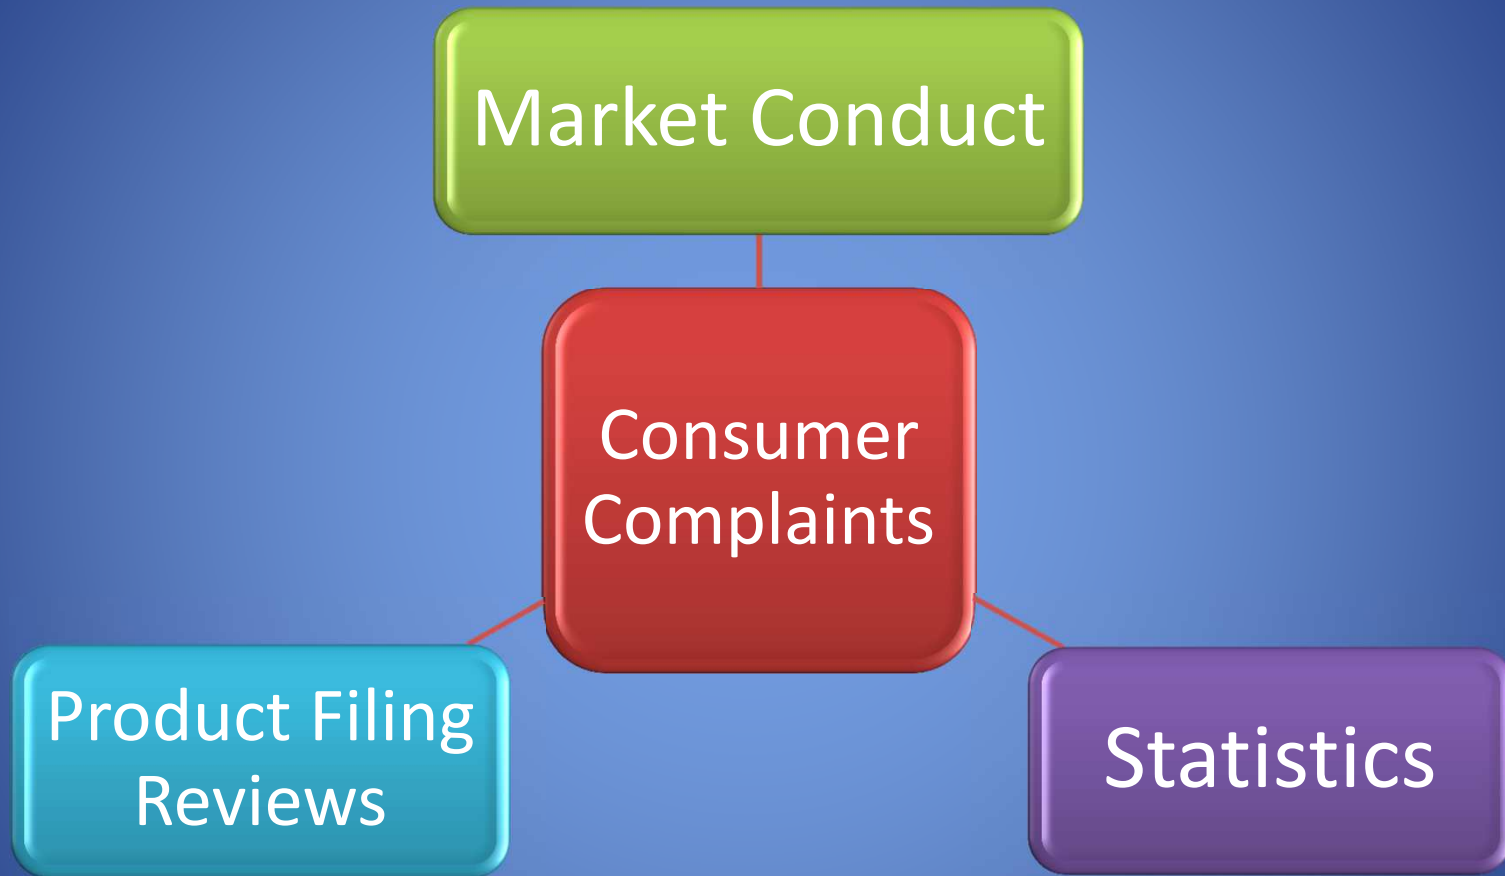 Market Conduct
Consumer
Complaints
Product Filing
Reviews
Statistics